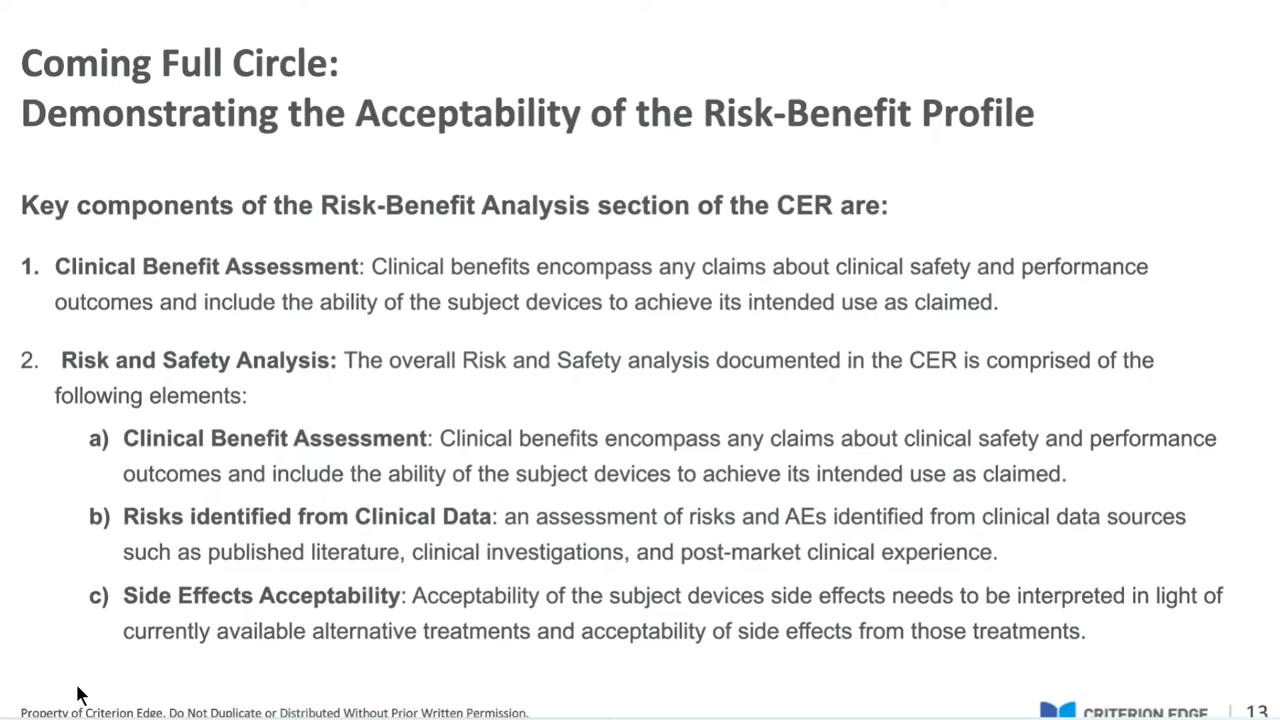 Coming Full Circle:
Demonstrating the Acceptability of the Risk-Benefit Profile
Key components of the Risk-Benefit Analysis section of the CER are:
1. Clinical Benefit Assessment: Clinical benefits encompass any claims about clinical safety and performance
outcomes and include the ability of the subject devices to achieve its intended use as claimed.
2. Risk and Safety Analysis: The overall Risk and Safety analysis documented in the CER is comprised of the
following elements:
a) Clinical Benefit Assessment: Clinical benefits encompass any claims about clinical safety and performance
outcomes and include the ability of the subject devices to achieve its intended use as claimed.
b) Risks identified from Clinical Data: an assessment of risks and AEs identified from clinical data sources
such as published literature, clinical investigations, and post-market clinical experience.
c) Side Effects Acceptability: Acceptability of the subject devices side effects needs to be interpreted in light of
currently available alternative treatments and acceptability of side effects from those treatments.
Property of Criterion Edge. Do Not Duplicate or Distributed Without Prior Written Permission.
CRITERION EDGE | 13